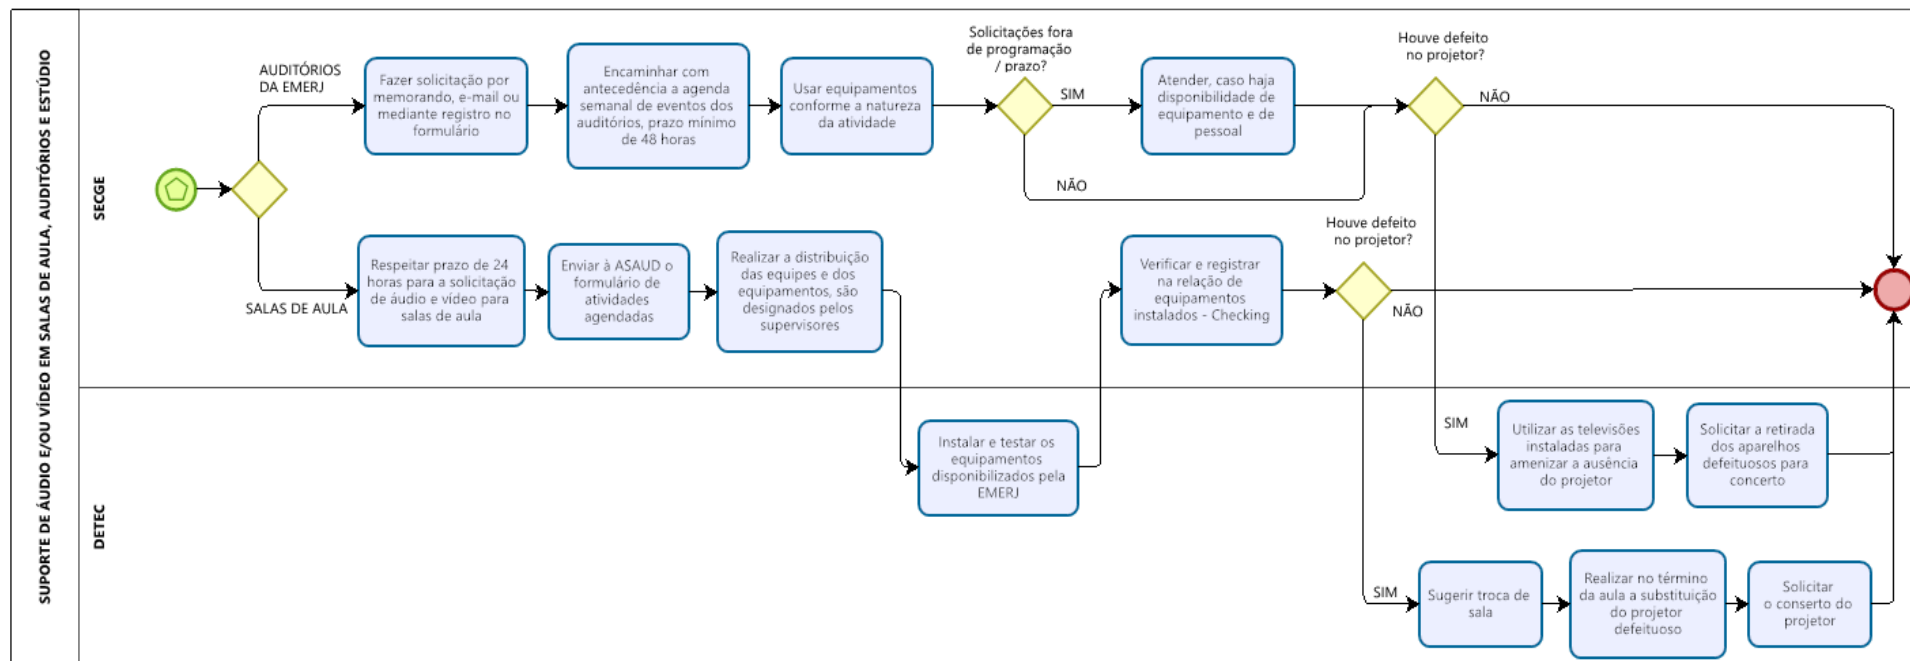 SUPORTE DE ÁUDIO E/OU VÍDEO EM SALAS DE AULA, AUDITÓRIOS E ESTÚDIO
SECGE
AUDITÓRIOS
DA EMERJ
Fazer solicitação por
memorando, e-mail ou
mediante registro no
formulário
Encaminhar com
antecedência a agenda
semanal de eventos dos
auditórios, prazo mínimo
de 48 horas
Usar equipamentos
conforme a natureza
da atividade
Solicitações fora
de programação
/ prazo?
SIM
Atender, caso haja
disponibilidade de
equipamento e de
pessoal
NÃO
Houve defeito
no projetor?
NÃO
SALAS DE AULA
Respeitar prazo de 24
horas para a solicitação
de áudio e vídeo para
salas de aula
Enviar à ASAUD o
formulário de
atividades
agendadas
Realizar a distribuição
das equipes e dos
equipamentos, são
designados pelos
supervisores
Verificar e registrar
na relação de
equipamentos
instalados - Checking
Houve defeito
no projetor?
NÃO
DETEC
Instalar e testar os
equipamentos
disponibilizados pela
EMERJ
SIM
Utilizar as televisões
instaladas para
amenizar a ausência
do projetor
Solicitar a retirada
dos aparelhos
defeituosos para
concerto
SIM
Sugerir troca de
sala
Realizar no término
da aula a substituição
do projetor
defeituoso
Solicitar
o conserto do
projetor